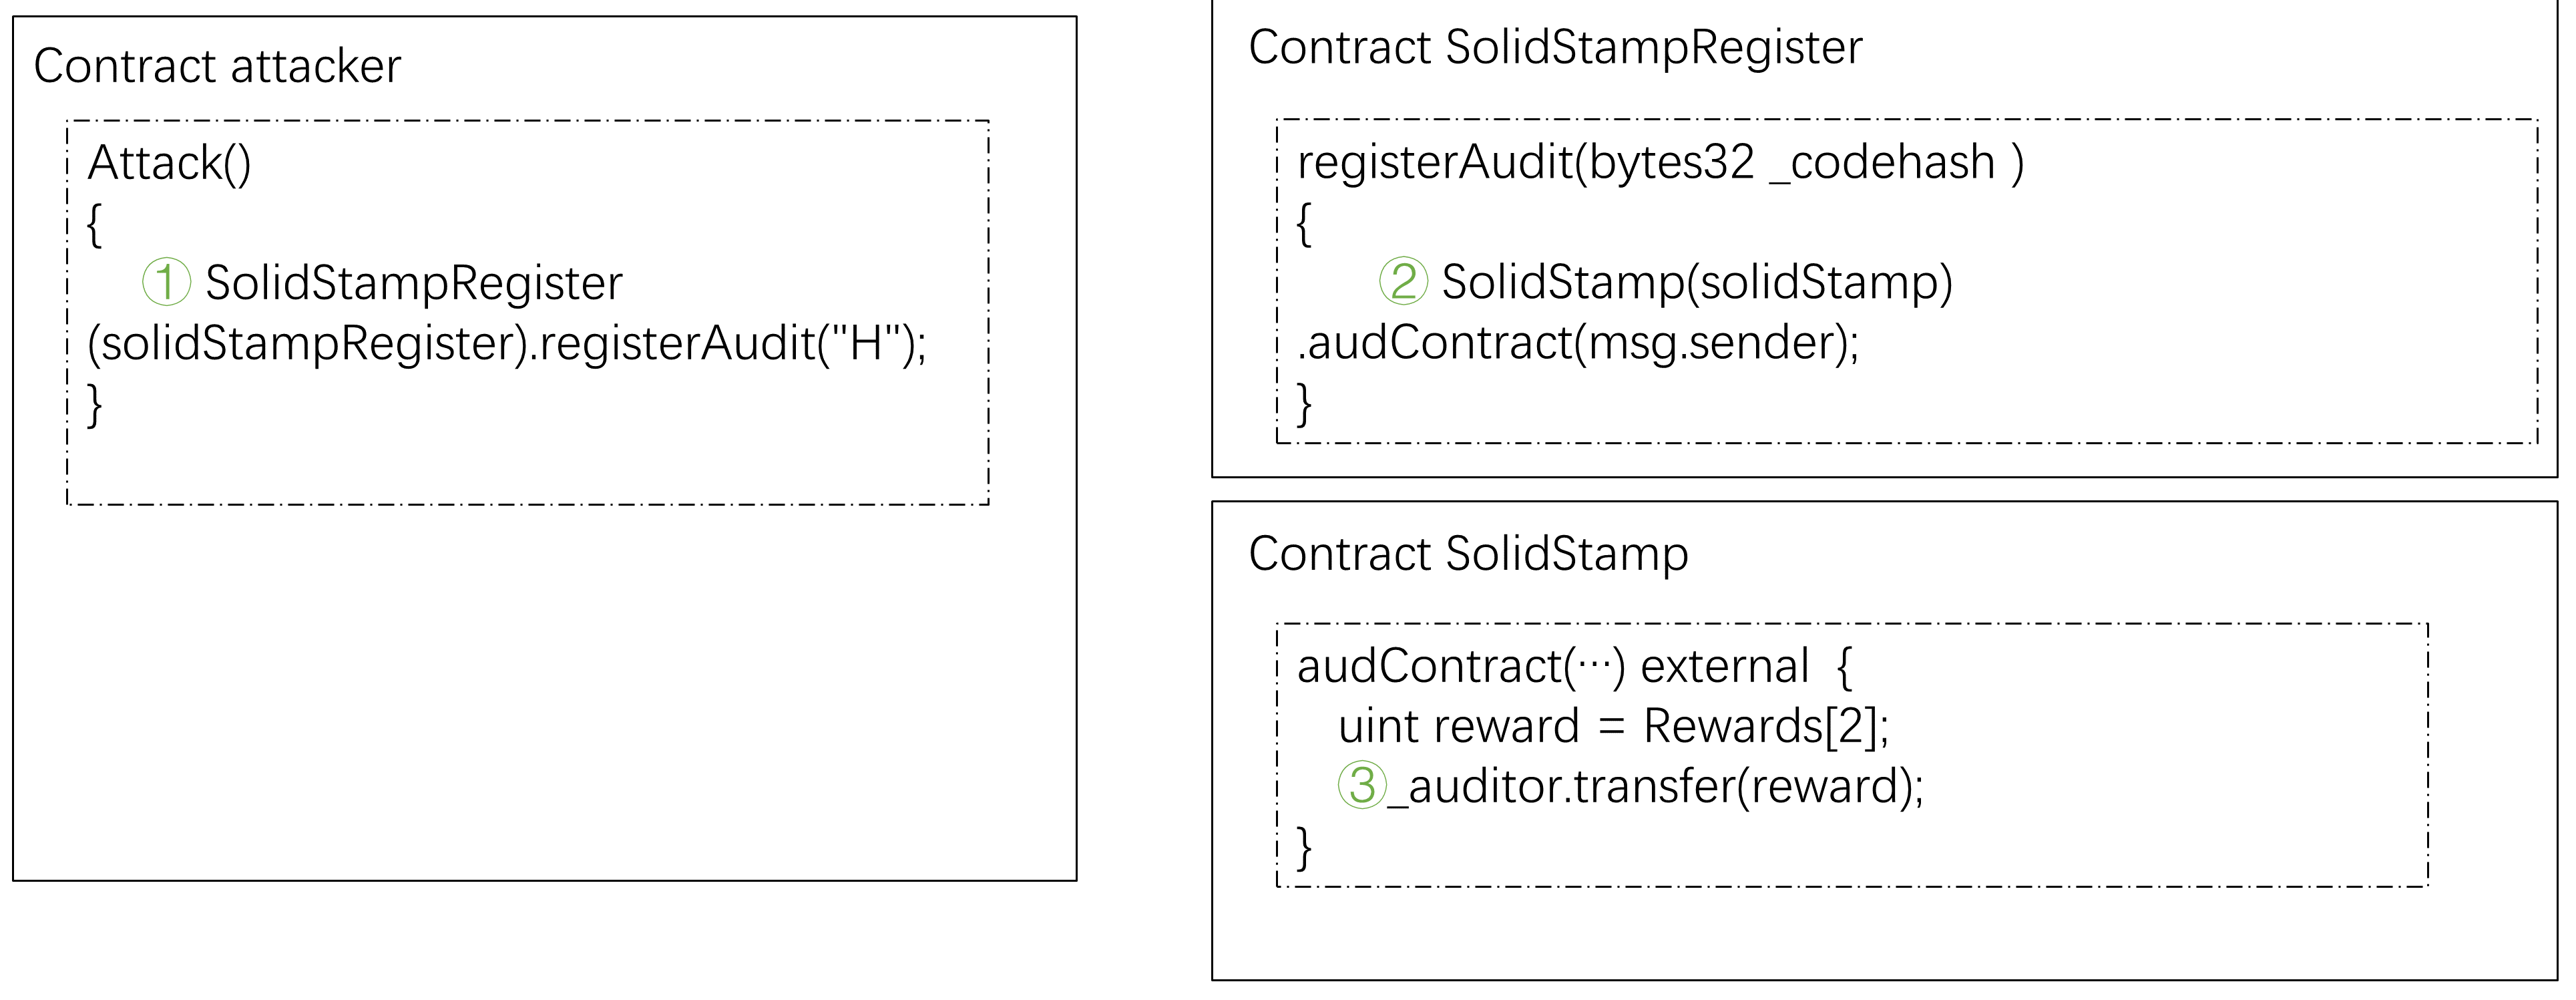 Contract attacker
Attack()
{
① SolidStampRegister
(solidStampRegister).registerAudit("H");
}
Contract SolidStampRegister
registerAudit(bytes32 _codehash )
{
② SolidStamp(solidStamp)
.audContract(msg.sender);
}
Contract SolidStamp
audContract(···) external {
uint reward = Rewards[2];
③_auditor.transfer(reward);
}